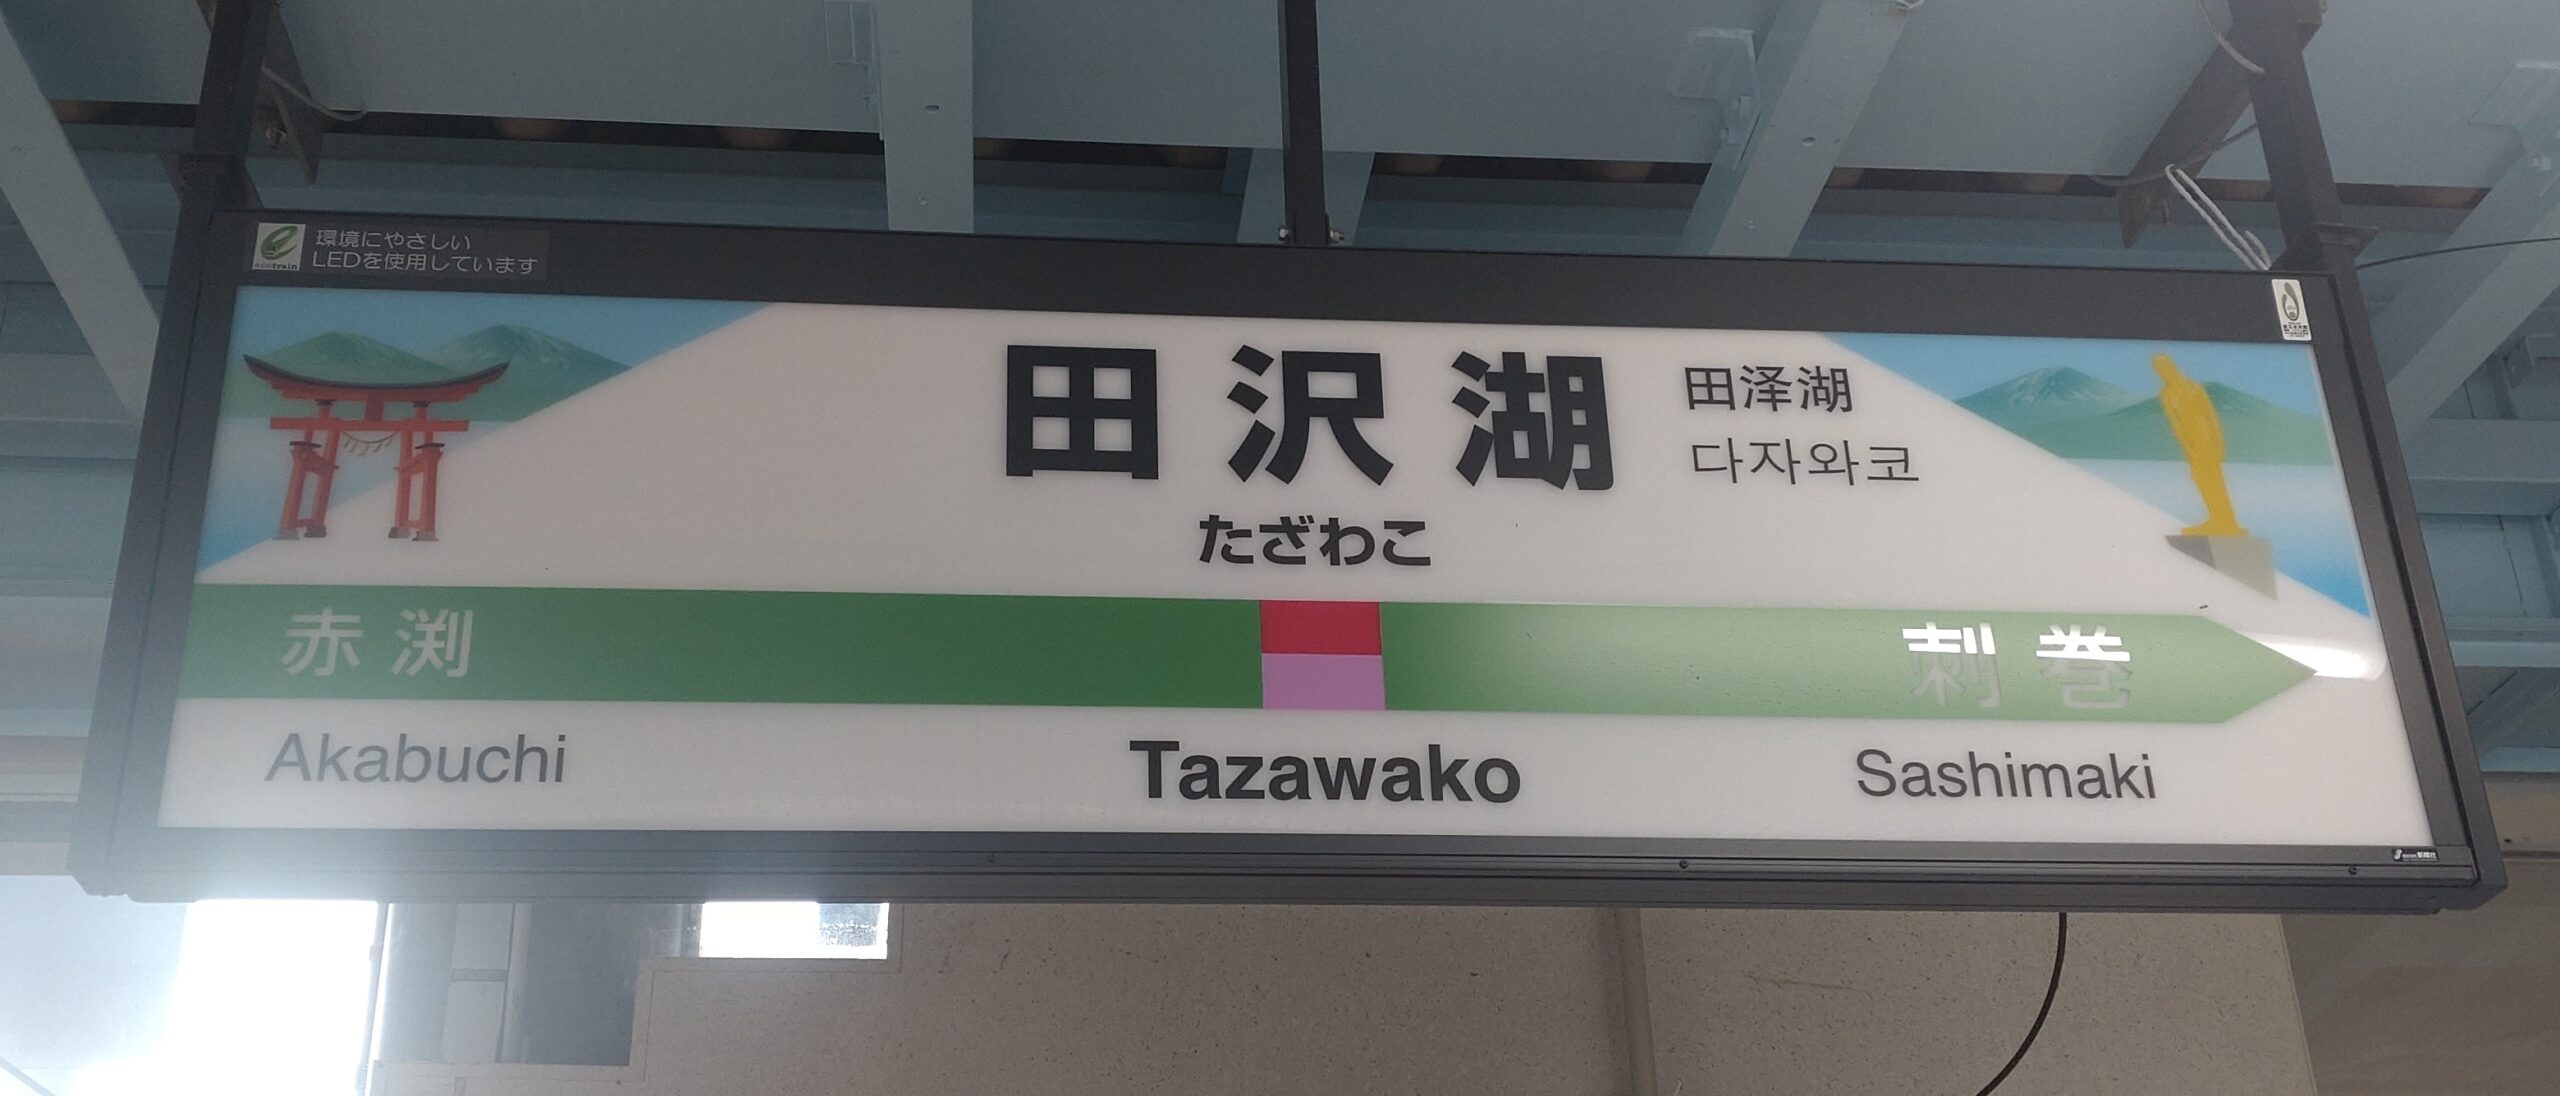 環境にやさしい
LEDを使用しています
ecotrain
田沢湖
田泽湖
다자와코
たざわこ
赤渕
刺巻
Akabuchi
Tazawako
Sashimaki